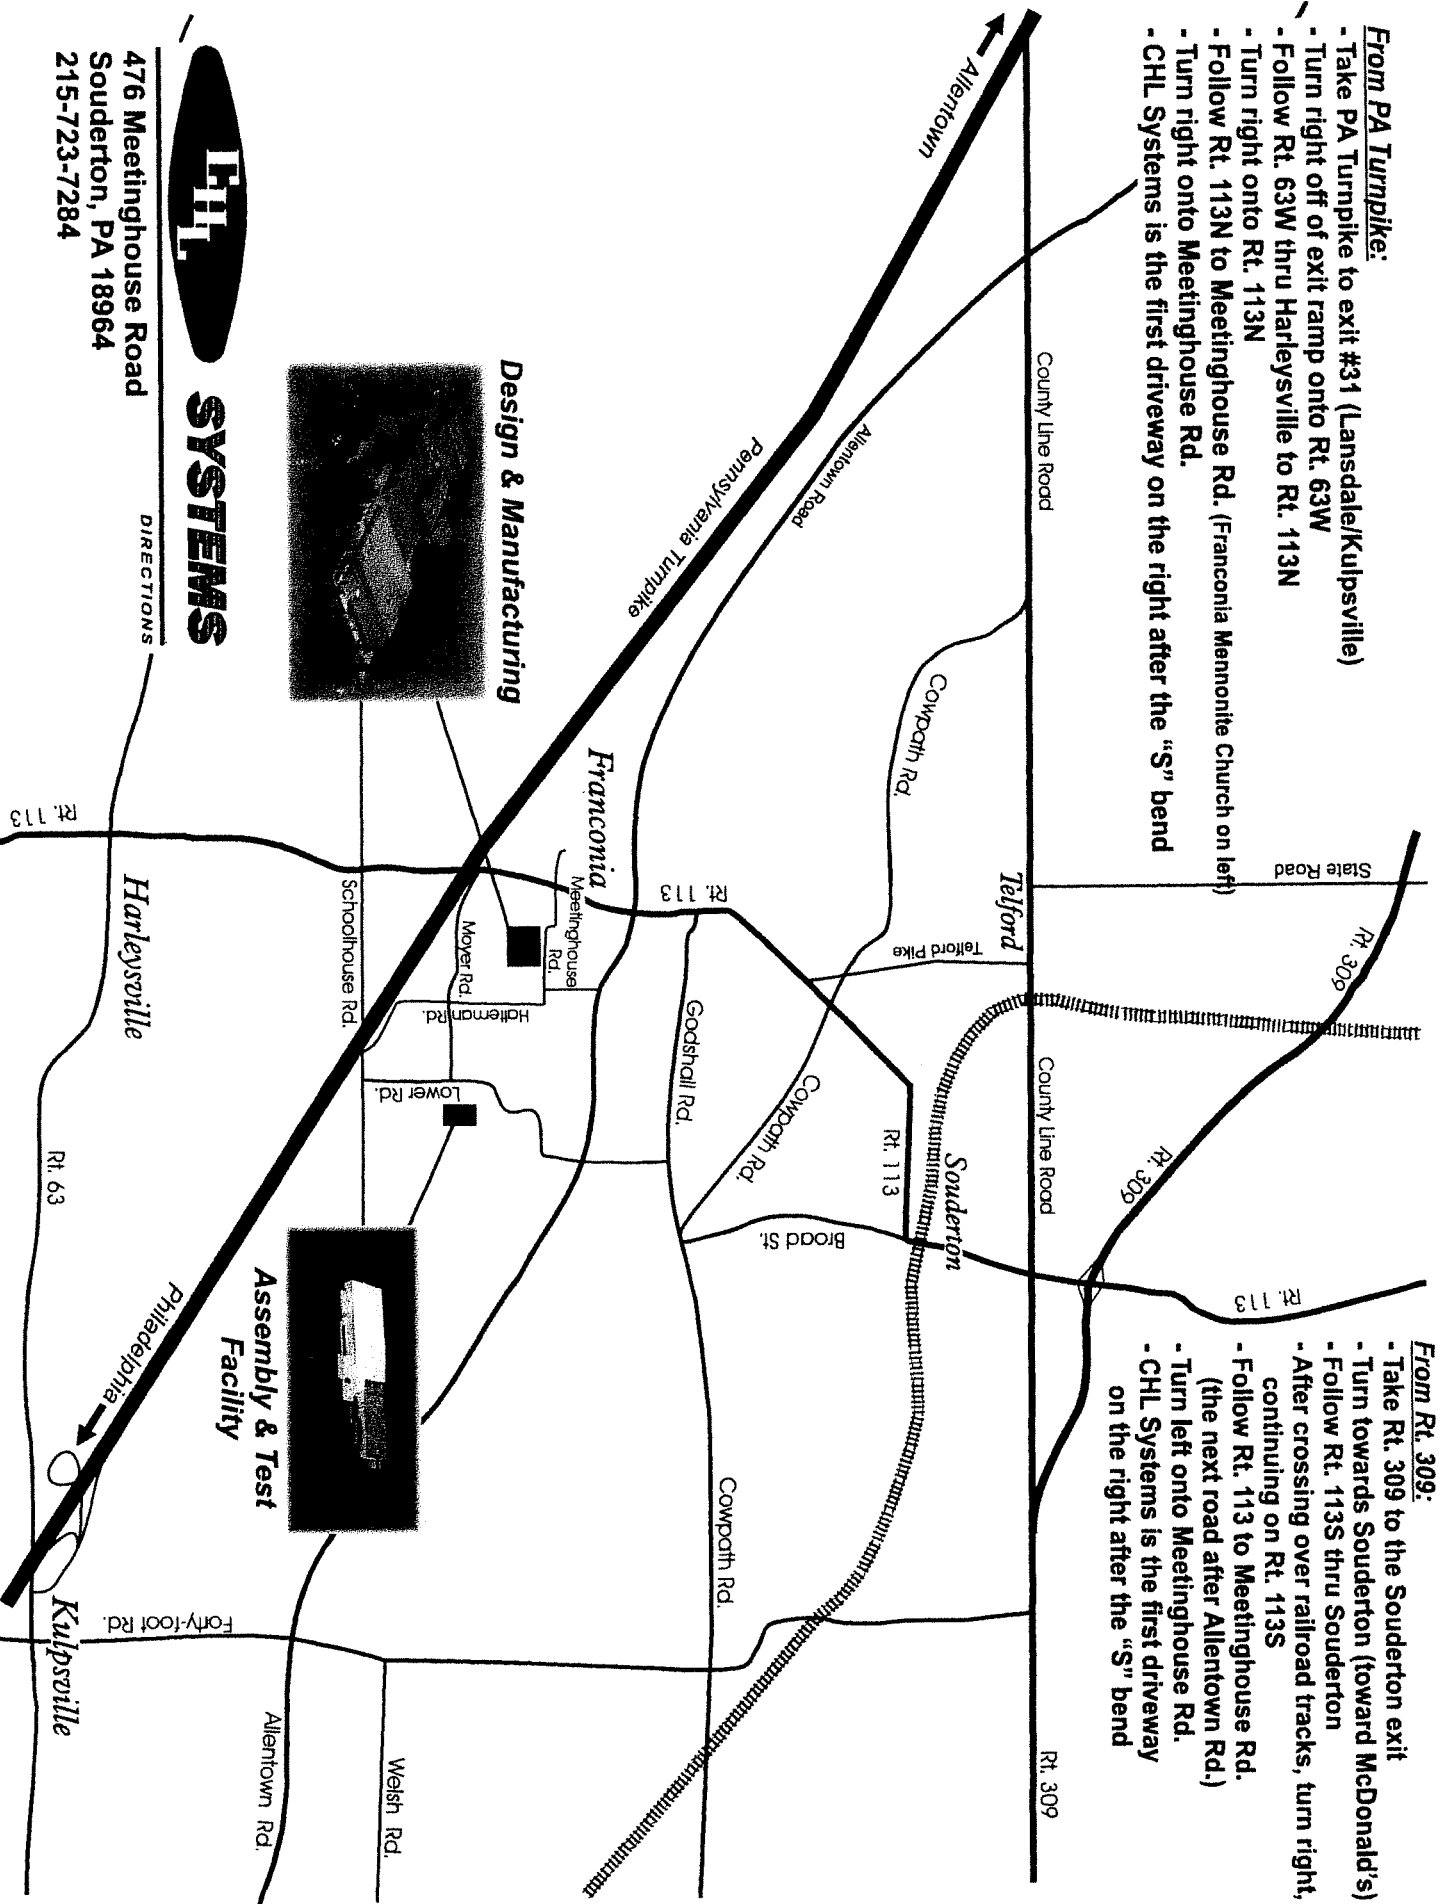 From PA Turnpike:
- Take PA Turnpike to exit #31 (Lansdale/Kulpsville)
- Turn right off of exit ramp onto Rt. 63W
- Follow Rt. 63W thru Harleysville to Rt. 113N
- Turn right onto Rt. 113N
- Follow Rt. 113N to Meetinghouse Rd. (Franconia Mennonite Church on left)
- Turn right onto Meetinghouse Rd.
- CHL Systems is the first driveway on the right after the "S" bend
From Rt. 309:
- Take Rt. 309 to the Souderton exit
- Turn towards Souderton (toward McDonald's)
- Follow Rt. 113S thru Souderton
- After crossing over railroad tracks, turn right,
continuing on Rt. 113S
- Follow Rt. 113 to Meetinghouse Rd.
(the next road after Allentown Rd.)
- Turn left onto Meetinghouse Rd.
- CHL Systems is the first driveway
on the right after the "S" bend
State Road
Rt. 309
Rt. 309
Rt. 113
County Line Road
Telford
County Line Road
Rt. 309
Allentown
Cowpath Rd.
Telford Pike
Souderton
Rt. 113
Allentown Road
Broad St.
Cowpath Rd.
Pennsylvania Turnpike
Rt. 113
Godshall Rd.
Cowpath Rd.
Franconia
Meetinghouse
Rd.
Design & Manufacturing
Moyer Rd.
Halteman Rd.
Lower Rd.
Schoolhouse Rd.
Welsh Rd.
Assembly & Test
Facility
Allentown Rd.
CHL
SYSTEMS
DIRECTIONS
476 Meetinghouse Road
Souderton, PA 18964
215-723-7284
Harleysville
Philadelphia
Forty-foot Rd.
Rt. 113
Rt. 63
Kulpsville